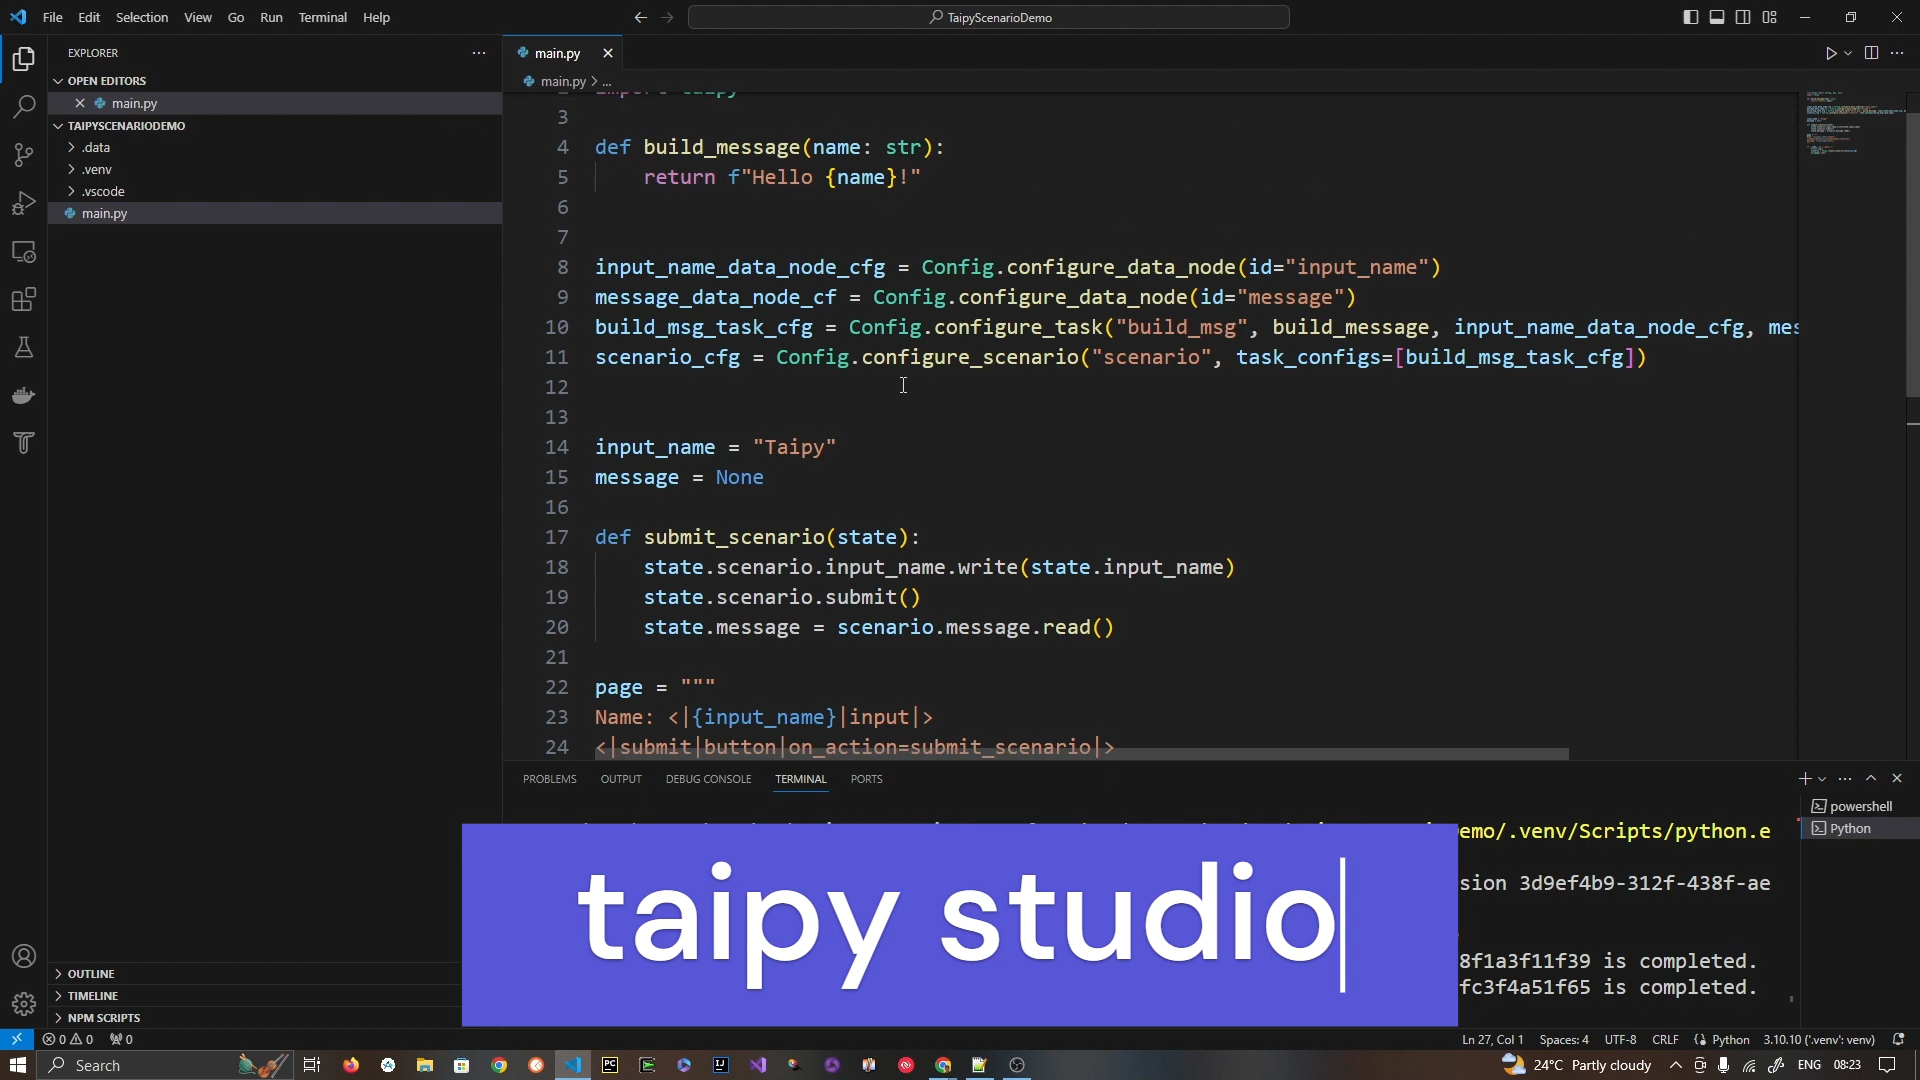 File Edit Selection View Go Run Terminal Help
TaipyScenarioDemo
EXPLORER
OPEN EDITORS
main.py
TAIPYSCENARIODEMO
.data
.venv
.vscode
main.py
OUTLINE
TIMELINE
NPM SCRIPTS
main.py
main.py > ...
2 import taipy
3
4 def build_message(name: str):
5 return f"Hello {name}!"
6
7
8 input_name_data_node_cfg = Config.configure_data_node(id="input_name")
9 message_data_node_cf = Config.configure_data_node(id="message")
10 build_msg_task_cfg = Config.configure_task("build_msg", build_message, input_name_data_node_cfg, mes
11 scenario_cfg = Config.configure_scenario("scenario", task_configs=[build_msg_task_cfg])
12
13
14 input_name = "Taipy"
15 message = None
16
17 def submit_scenario(state):
18 state.scenario.input_name.write(state.input_name)
19 state.scenario.submit()
20 state.message = scenario.message.read()
21
22 page = """
23 Name: <|{input_name}|input|>
24 <|submit|button|on_action=submit_scenario|>
PROBLEMS OUTPUT DEBUG CONSOLE TERMINAL PORTS
powershell
Python
emo/.venv/Scripts/python.e
sion 3d9ef4b9-312f-438f-ae
8f1a3f11f39 is completed.
fc3f4a51f65 is completed.
taipy studio
0 0 0
Ln 27, Col 1 Spaces: 4 UTF-8 CRLF Python 3.10.10 ('.venv': venv)
Search
24°C Partly cloudy ENG 08:23